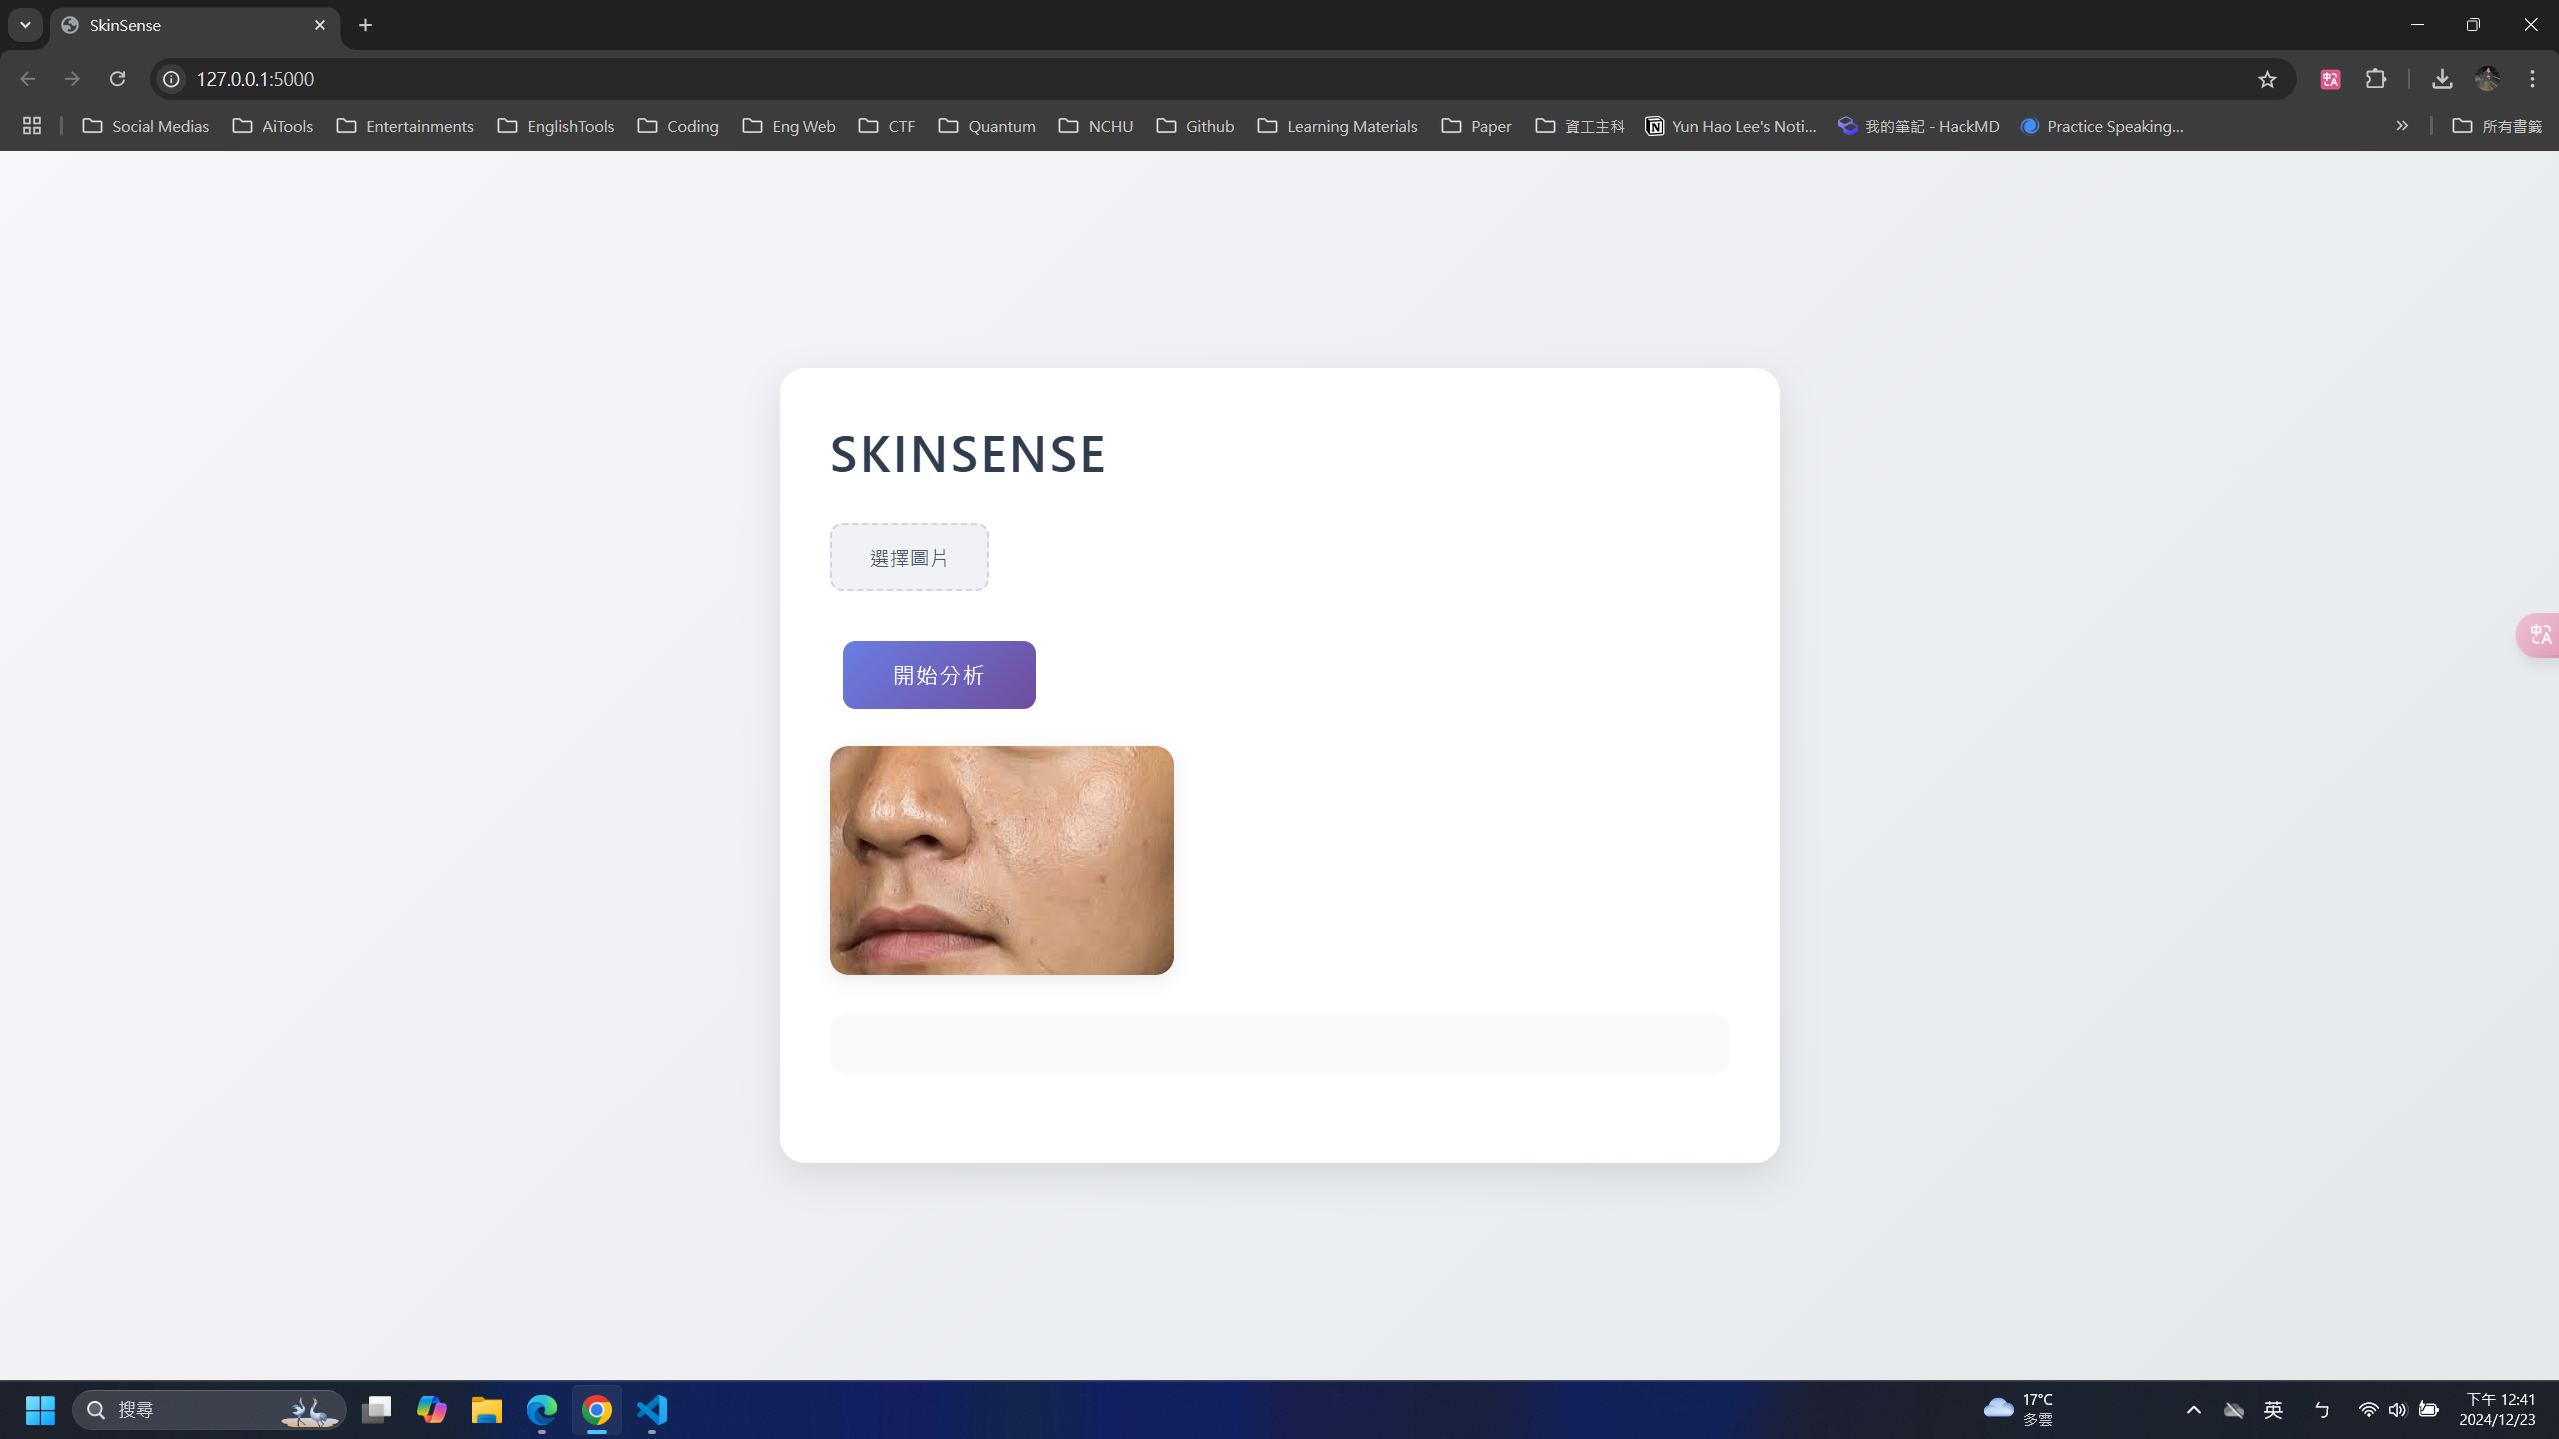 SkinSense
127.0.0.1:5000
Social Medias
AiTools
Entertainments
EnglishTools
Coding
Eng Web
CTF
Quantum
NCHU
Github
Learning Materials
Paper
資工主科
Yun Hao Lee's Noti...
我的筆記 - HackMD
Practice Speaking...
所有書籤
SKINSENSE
選擇圖片
開始分析
搜尋
17°C
多雲
英
ㄅ
下午 12:41
2024/12/23